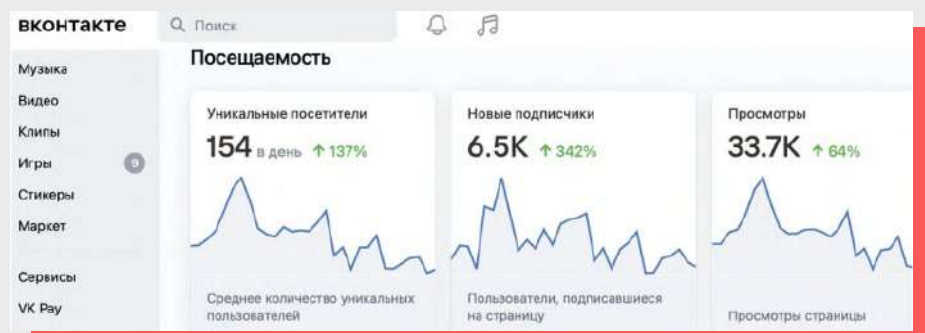 вконтакте
Поиск
Музыка
Видео
Клипы
Игры 9
Стикеры
Маркет
Сервисы
VK Pay
Посещаемость
Уникальные посетители
154 в день ↑ 137%
Среднее количество уникальных
пользователей
Новые подписчики
6.5K ↑ 342%
Пользователи, подписавшиеся
на страницу
Просмотры
33.7K ↑ 64%
Просмотры страницы